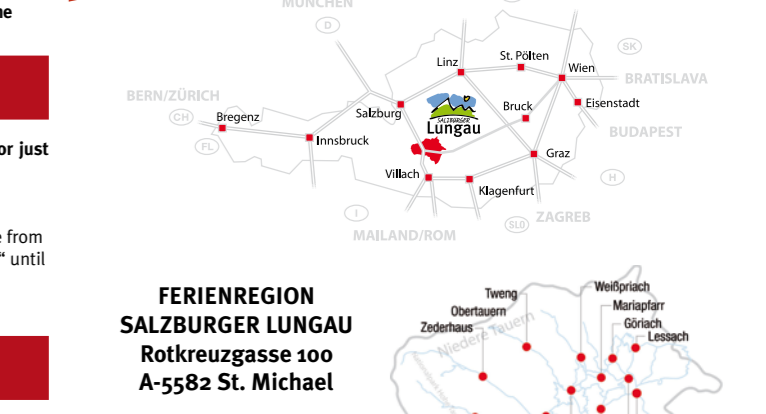 ne
MÜNCHEN
D
SK
St. Pölten
Linz
Wien
BRATISLAVA
BERN/ZÜRICH
CH
Bregenz
Salzburg
SALZBURGER
Lungau
Bruck
Eisenstadt
BUDAPEST
or just
FL
Innsbruck
Graz
Villach
H
Klagenfurt
I
SLO
ZAGREB
MAILAND/ROM
e from
“ until
FERIENREGION
SALZBURGER LUNGAU
Rotkreuzgasse 100
A-5582 St. Michael
Weißpriach
Tweng
Mariapfarr
Obertauern
Göriach
Zederhaus
Lessach
Niedere Tauern